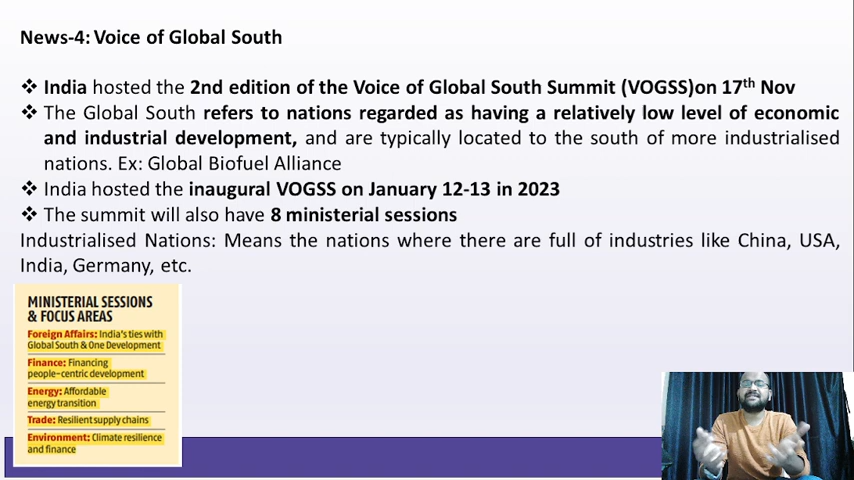 News-4: Voice of Global South
❖ India hosted the 2nd edition of the Voice of Global South Summit (VOGSS)on 17th Nov
❖ The Global South refers to nations regarded as having a relatively low level of economic
and industrial development, and are typically located to the south of more industrialised
nations. Ex: Global Biofuel Alliance
❖ India hosted the inaugural VOGSS on January 12-13 in 2023
❖ The summit will also have 8 ministerial sessions
Industrialised Nations: Means the nations where there are full of industries like China, USA,
India, Germany, etc.
MINISTERIAL SESSIONS
& FOCUS AREAS
Foreign Affairs: India's ties with
Global South & One Development
Finance: Financing
people-centric development
Energy: Affordable
energy transition
Trade: Resilient supply chains
Environment: Climate resilience
and finance